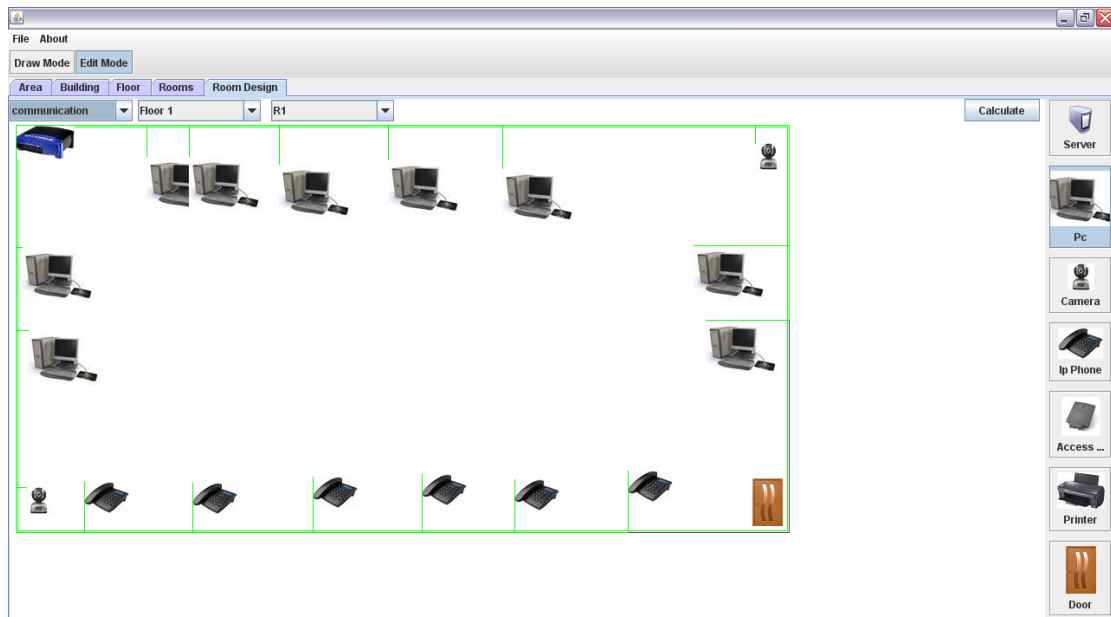 File About
Draw Mode Edit Mode
Area Building Floor Rooms Room Design
communication Floor 1 R1 Calculate
Server
Pc
Camera
Ip Phone
Access ...
Printer
Door